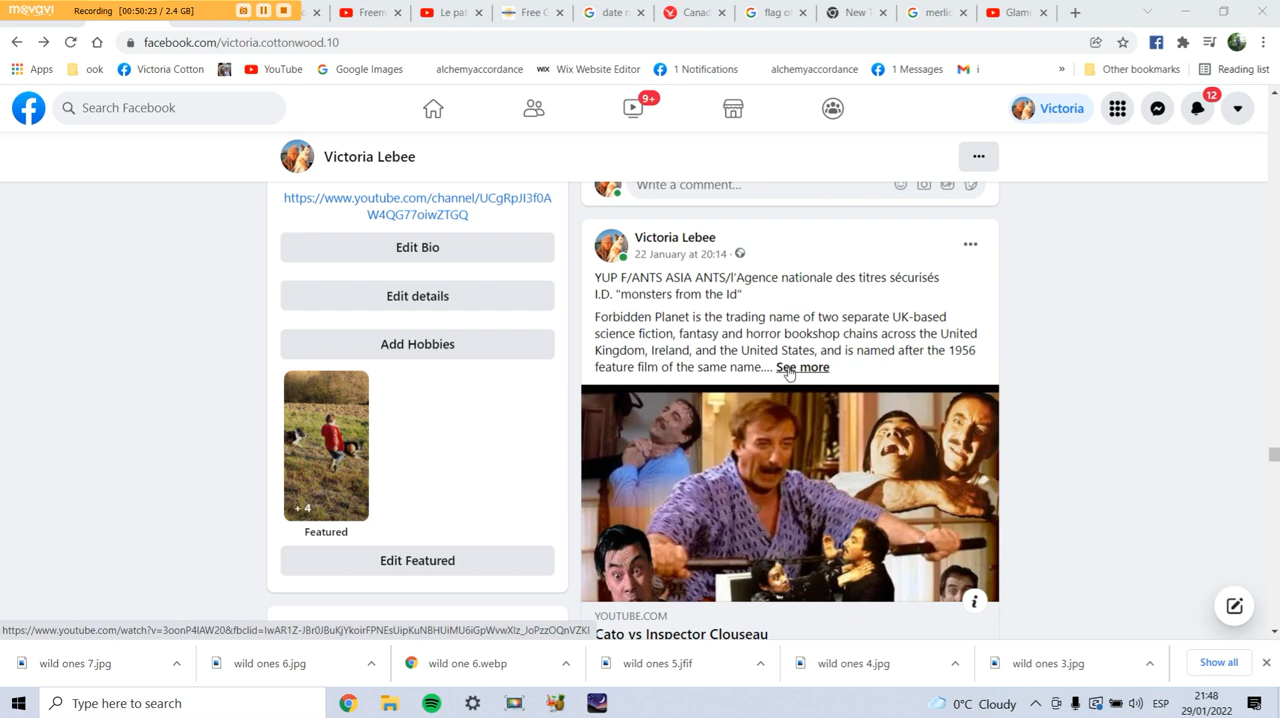 movavi Recording [00:50:23 / 2.4 GB]
Freem
Le pat
Free C
date n
Canad
flag of
New T
merlic
Glam
facebook.com/victoria.cottonwood.10
Apps
ook
Victoria Cotton
YouTube
Google Images
alchemyaccordance
WIX Wix Website Editor
1 Notifications
alchemyaccordance
1 Messages
i
»
Other bookmarks
Reading list
Search Facebook
9+
Victoria
12
Victoria Lebee
https://www.youtube.com/channel/UCgRpJI3f0A
W4QG77oiwZTGQ
Edit Bio
Edit details
Add Hobbies
+ 4
Featured
Edit Featured
Write a comment...
Victoria Lebee
22 January at 20:14 ·
YUP F/ANTS ASIA ANTS/l'Agence nationale des titres sécurisés
I.D. "monsters from the Id"
Forbidden Planet is the trading name of two separate UK-based
science fiction, fantasy and horror bookshop chains across the United
Kingdom, Ireland, and the United States, and is named after the 1956
feature film of the same name.... See more
YOUTUBE.COM
Cato vs Inspector Clouseau
wild ones 7.jpg
wild ones 6.jpg
wild one 6.webp
wild ones 5.jfif
wild ones 4.jpg
wild ones 3.jpg
Show all
Type here to search
0°C Cloudy
ESP
21:48
29/01/2022